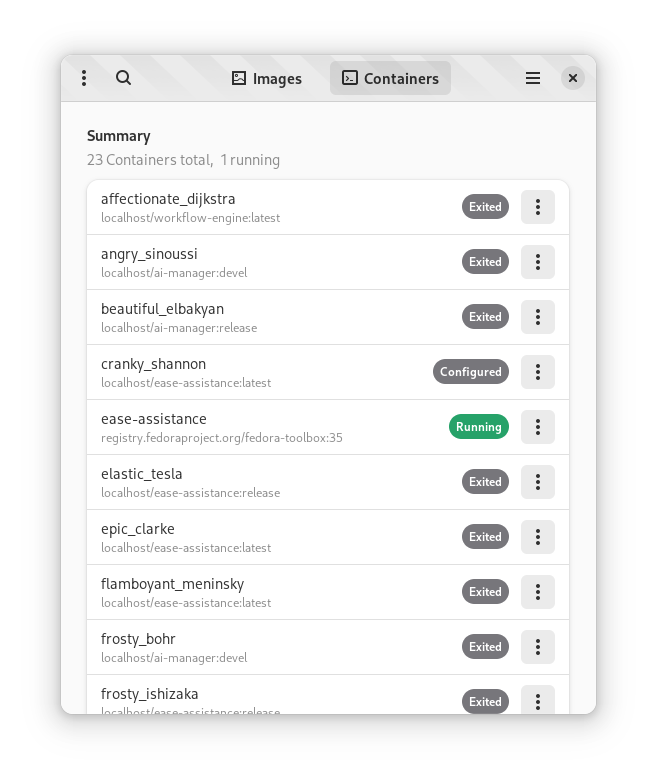 Images
Containers
Summary
23 Containers total, 1 running
affectionate_dijkstra
localhost/workflow-engine:latest
Exited
angry_sinoussi
localhost/ai-manager:devel
Exited
beautiful_elbakyan
localhost/ai-manager:release
Exited
cranky_shannon
localhost/ease-assistance:latest
Configured
ease-assistance
registry.fedoraproject.org/fedora-toolbox:35
Running
elastic_tesla
localhost/ease-assistance:release
Exited
epic_clarke
localhost/ease-assistance:latest
Exited
flamboyant_meninsky
localhost/ease-assistance:latest
Exited
frosty_bohr
localhost/ai-manager:devel
Exited
frosty_ishizaka
localhost/ease-assistance:release
Exited